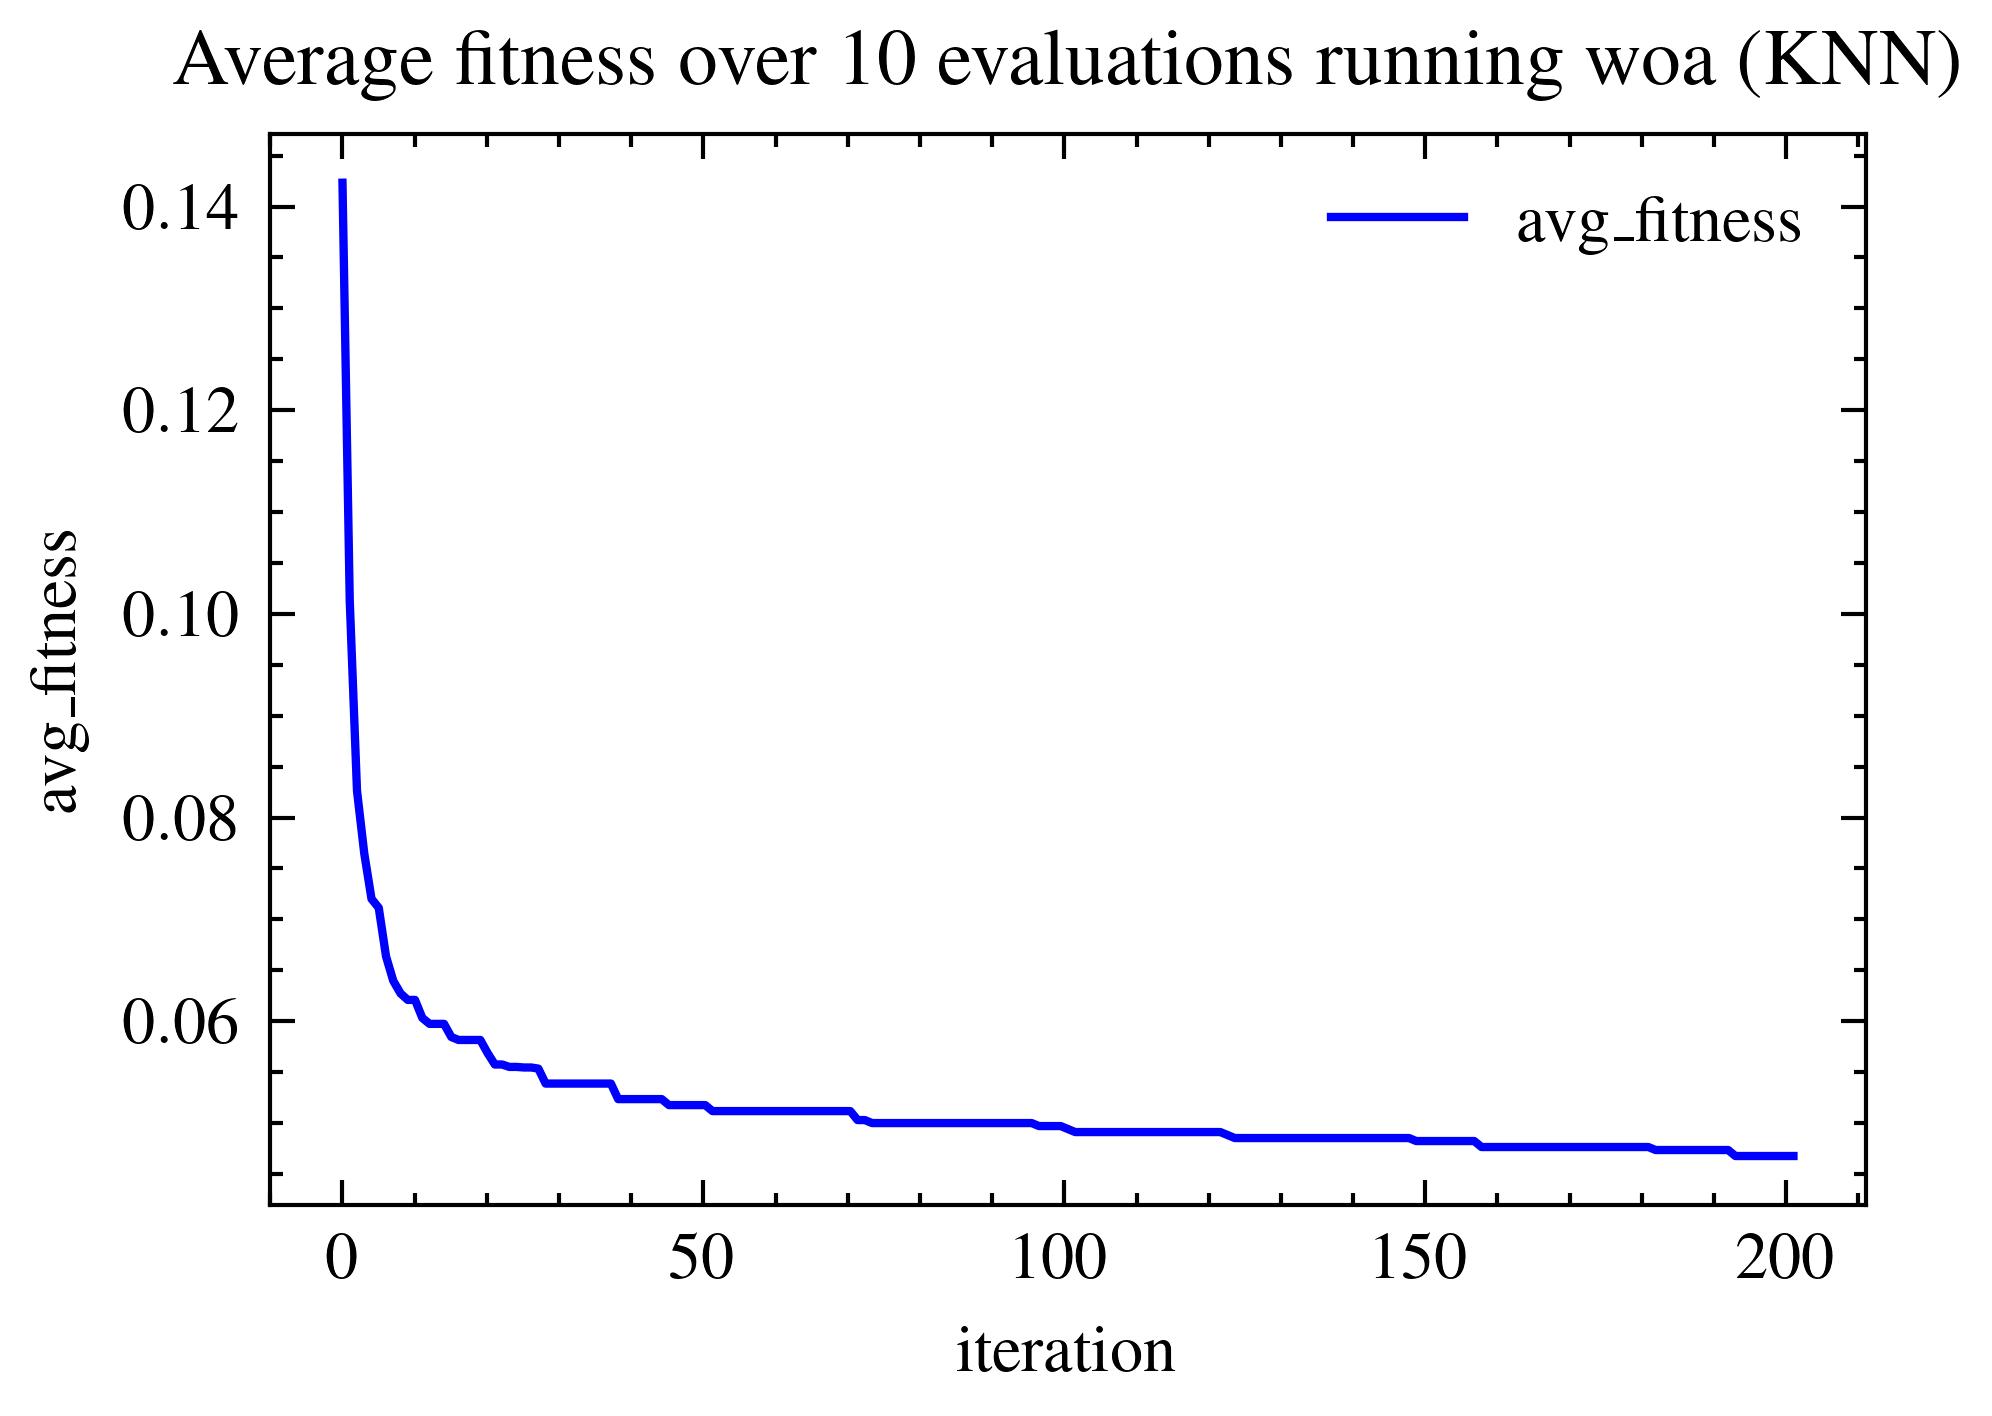 Average fitness over 10 evaluations running woa (KNN)
avg_fitness
0.14
0.12
0.10
0.08
0.06
avg_fitness
0 50 100 150 200
iteration